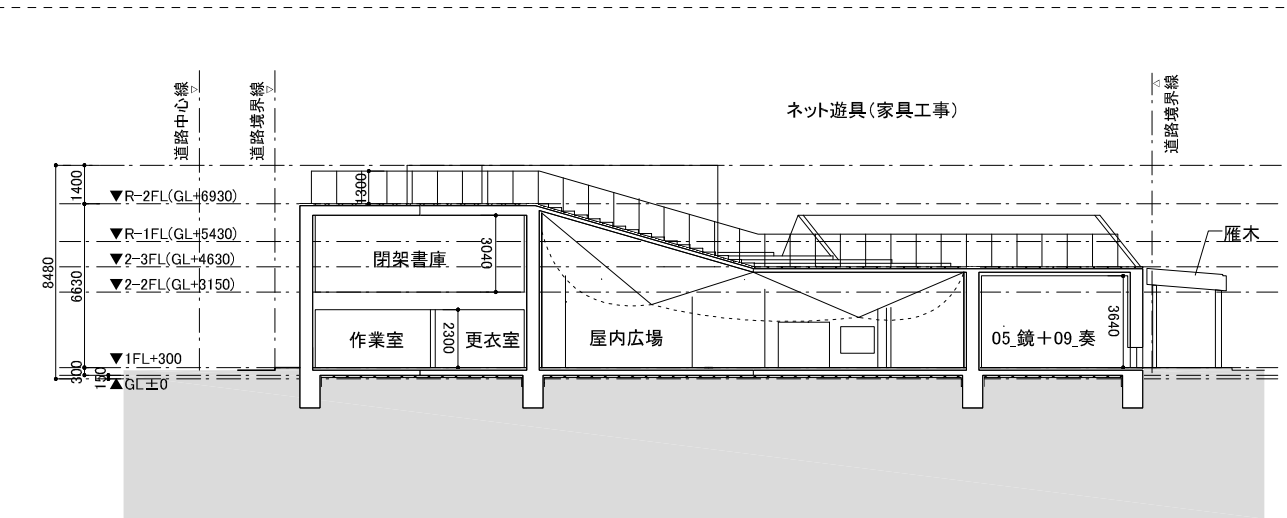 ネット遊具(家具工事)
道路中心線
道路境界線
道路境界線
1400
1300
▼R-2FL(GL+6930)
▼R-1FL(GL+5430)
▼2-3FL(GL+4630)
▼2-2FL(GL+3150)
8480
6630
閉架書庫
3040
雁木
作業室
2300
更衣室
屋内広場
05_鏡+09_奏
3640
▼1FL+300
300
150
▲GL±0